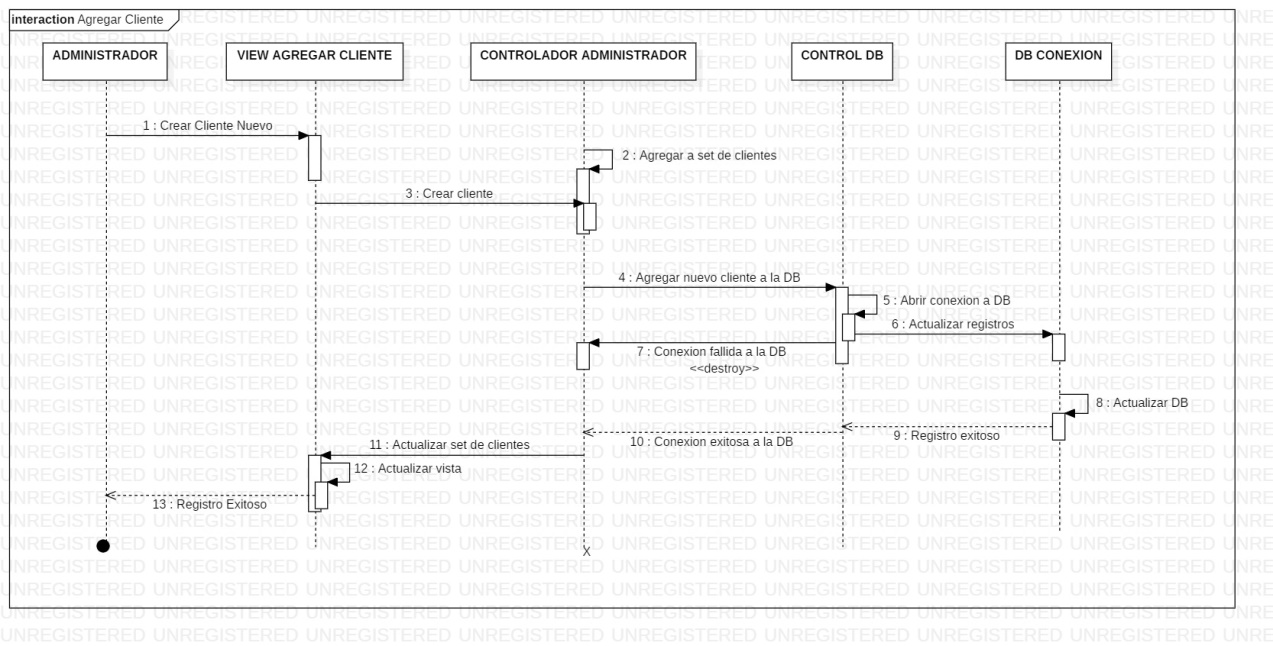 interaction Agregar Cliente
ADMINISTRADOR
VIEW AGREGAR CLIENTE
CONTROLADOR ADMINISTRADOR
CONTROL DB
DB CONEXION
1 : Crear Cliente Nuevo
2 : Agregar a set de clientes
3 : Crear cliente
4 : Agregar nuevo cliente a la DB
5 : Abrir conexion a DB
6 : Actualizar registros
7 : Conexion fallida a la DB
<<destroy>>
8 : Actualizar DB
9 : Registro exitoso
10 : Conexion exitosa a la DB
11 : Actualizar set de clientes
12 : Actualizar vista
13 : Registro Exitoso
X
UNREGISTERED